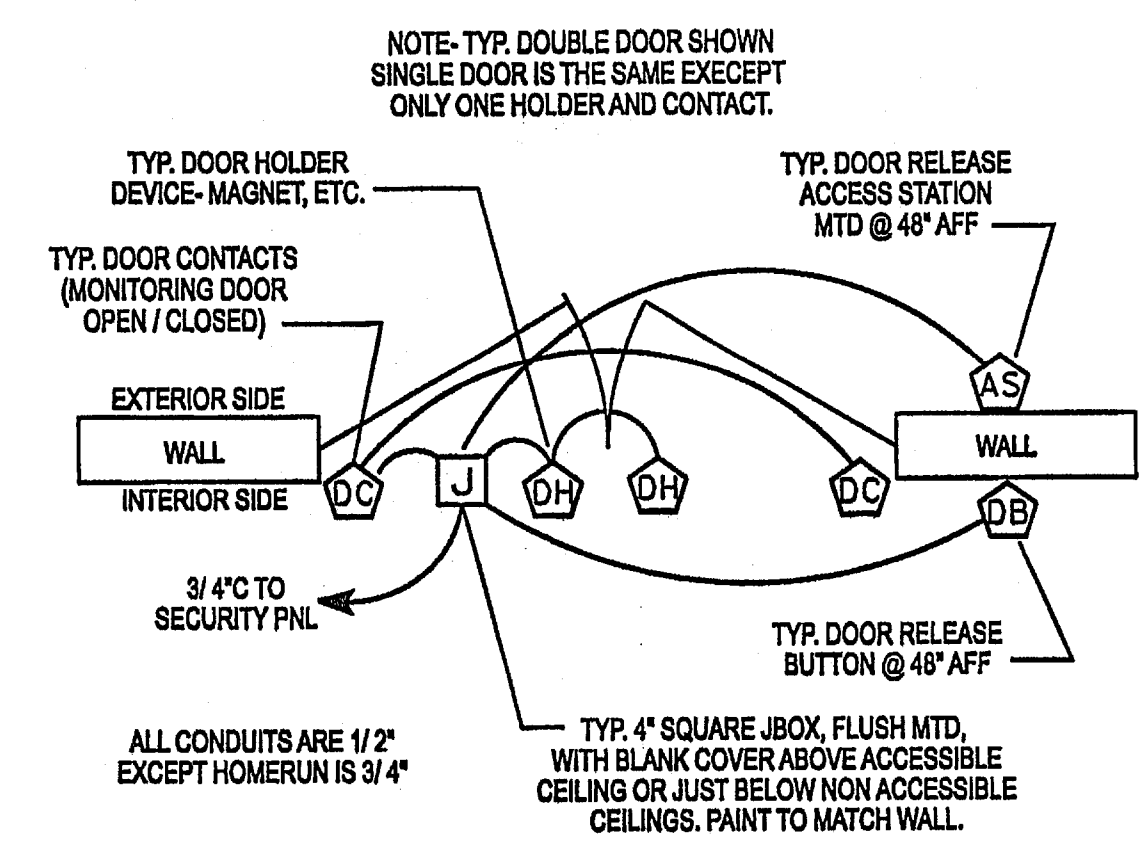 NOTE- TYP. DOUBLE DOOR SHOWN
SINGLE DOOR IS THE SAME EXECEPT
ONLY ONE HOLDER AND CONTACT.
TYP. DOOR HOLDER
DEVICE- MAGNET, ETC.
TYP. DOOR RELEASE
ACCESS STATION
MTD @ 48" AFF
TYP. DOOR CONTACTS
(MONITORING DOOR
OPEN / CLOSED)
EXTERIOR SIDE
WALL
INTERIOR SIDE
DC
J
DH
DH
DC
AS
WALL
DB
3/ 4"C TO
SECURITY PNL
TYP. DOOR RELEASE
BUTTON @ 48" AFF
ALL CONDUITS ARE 1/ 2"
EXCEPT HOMERUN IS 3/ 4"
TYP. 4" SQUARE JBOX, FLUSH MTD,
WITH BLANK COVER ABOVE ACCESSIBLE
CEILING OR JUST BELOW NON ACCESSIBLE
CEILINGS. PAINT TO MATCH WALL.